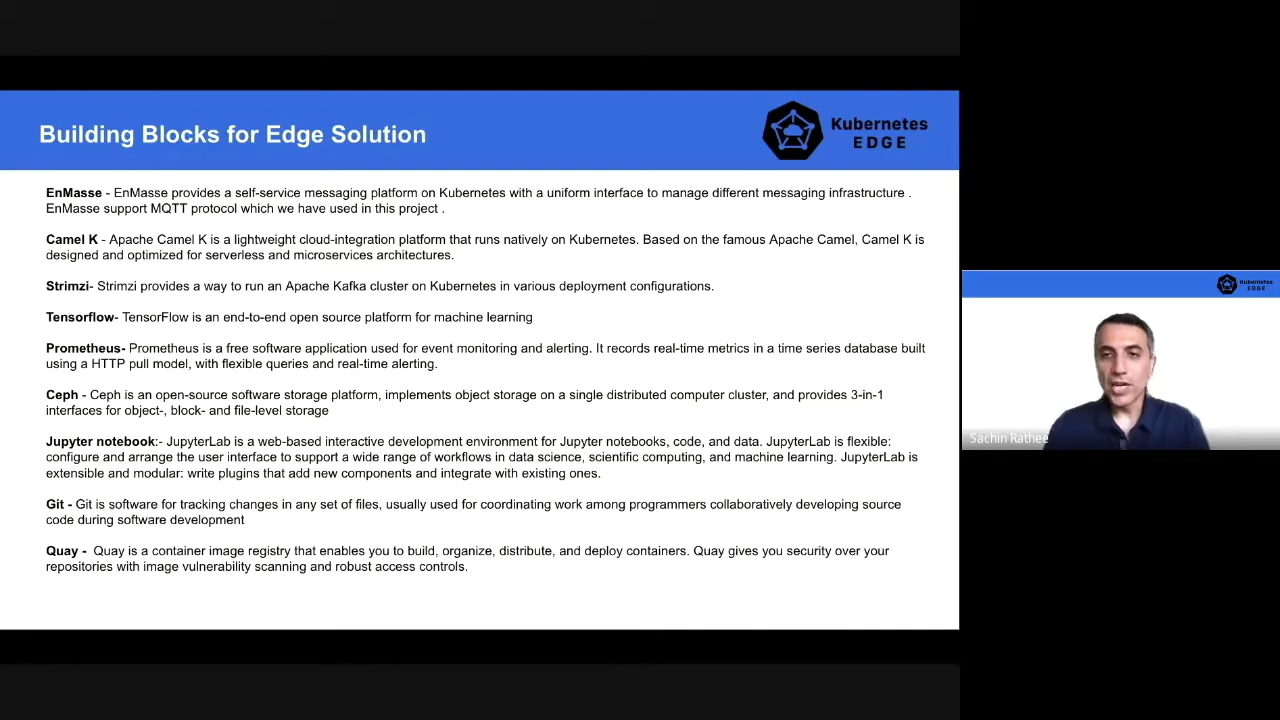 Building Blocks for Edge Solution
Kubernetes
EDGE
EnMasse - EnMasse provides a self-service messaging platform on Kubernetes with a uniform interface to manage different messaging infrastructure .
EnMasse support MQTT protocol which we have used in this project .
Camel K - Apache Camel K is a lightweight cloud-integration platform that runs natively on Kubernetes. Based on the famous Apache Camel, Camel K is
designed and optimized for serverless and microservices architectures.
Strimzi- Strimzi provides a way to run an Apache Kafka cluster on Kubernetes in various deployment configurations.
Tensorflow- TensorFlow is an end-to-end open source platform for machine learning
Prometheus- Prometheus is a free software application used for event monitoring and alerting. It records real-time metrics in a time series database built
using a HTTP pull model, with flexible queries and real-time alerting.
Ceph - Ceph is an open-source software storage platform, implements object storage on a single distributed computer cluster, and provides 3-in-1
interfaces for object-, block- and file-level storage
Jupyter notebook:- JupyterLab is a web-based interactive development environment for Jupyter notebooks, code, and data. JupyterLab is flexible:
configure and arrange the user interface to support a wide range of workflows in data science, scientific computing, and machine learning. JupyterLab is
extensible and modular: write plugins that add new components and integrate with existing ones.
Git - Git is software for tracking changes in any set of files, usually used for coordinating work among programmers collaboratively developing source
code during software development
Quay - Quay is a container image registry that enables you to build, organize, distribute, and deploy containers. Quay gives you security over your
repositories with image vulnerability scanning and robust access controls.
Kubernetes
EDGE
Sachin Rathee